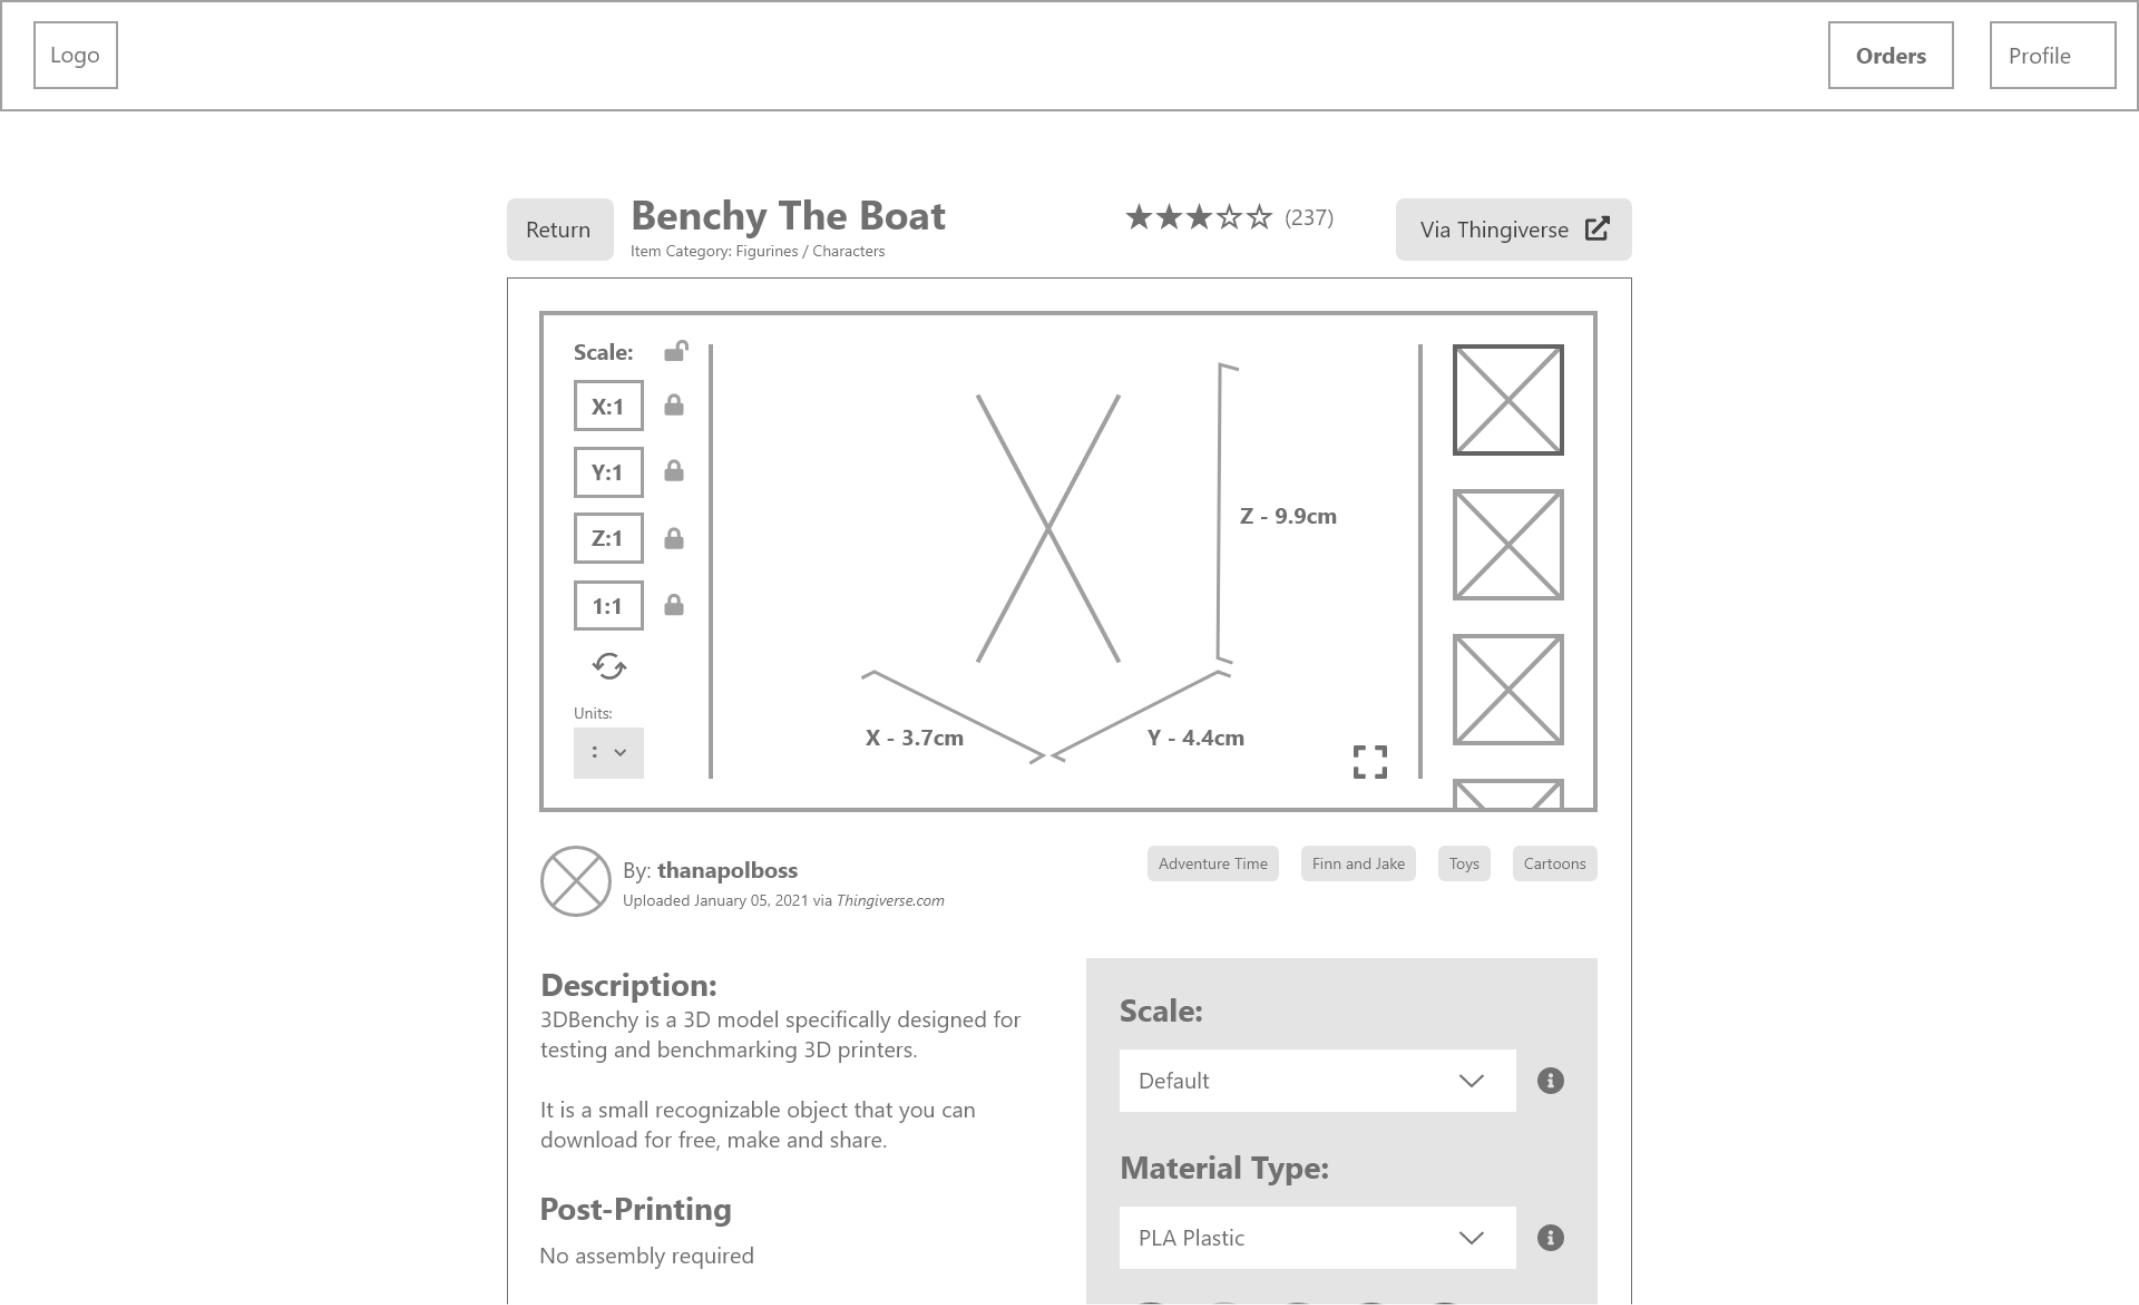 Logo
Orders
Profile
Return
Benchy The Boat
Item Category: Figurines / Characters
(237)
Via Thingiverse
Scale:
X:1
Y:1
Z:1
1:1
Units:
:
Z - 9.9cm
X - 3.7cm
Y - 4.4cm
By: thanapolboss
Uploaded January 05, 2021 via Thingiverse.com
Adventure Time
Finn and Jake
Toys
Cartoons
Description:
3DBenchy is a 3D model specifically designed for
testing and benchmarking 3D printers.
It is a small recognizable object that you can
download for free, make and share.
Post-Printing
No assembly required
Scale:
Default
Material Type:
PLA Plastic